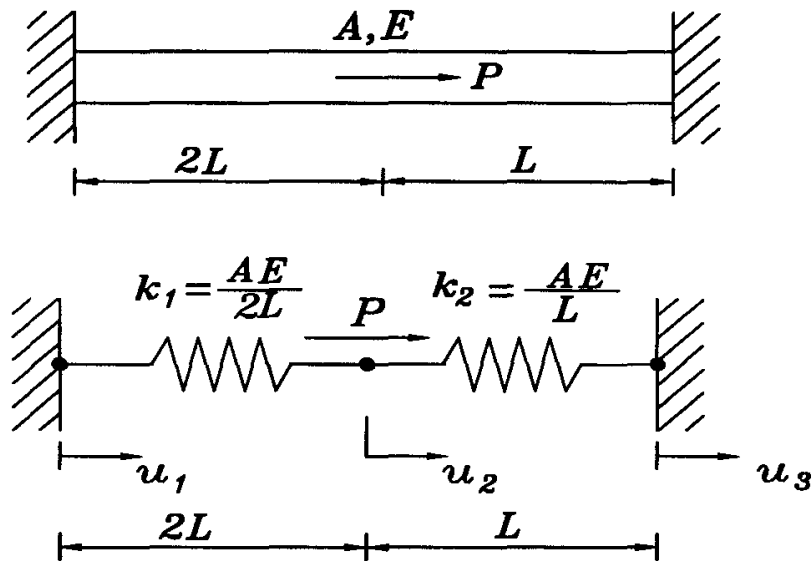 A, E
P
2L L
k₁ = AE/2L P k₂ = AE/L
u₁ u₂ u₃
2L L